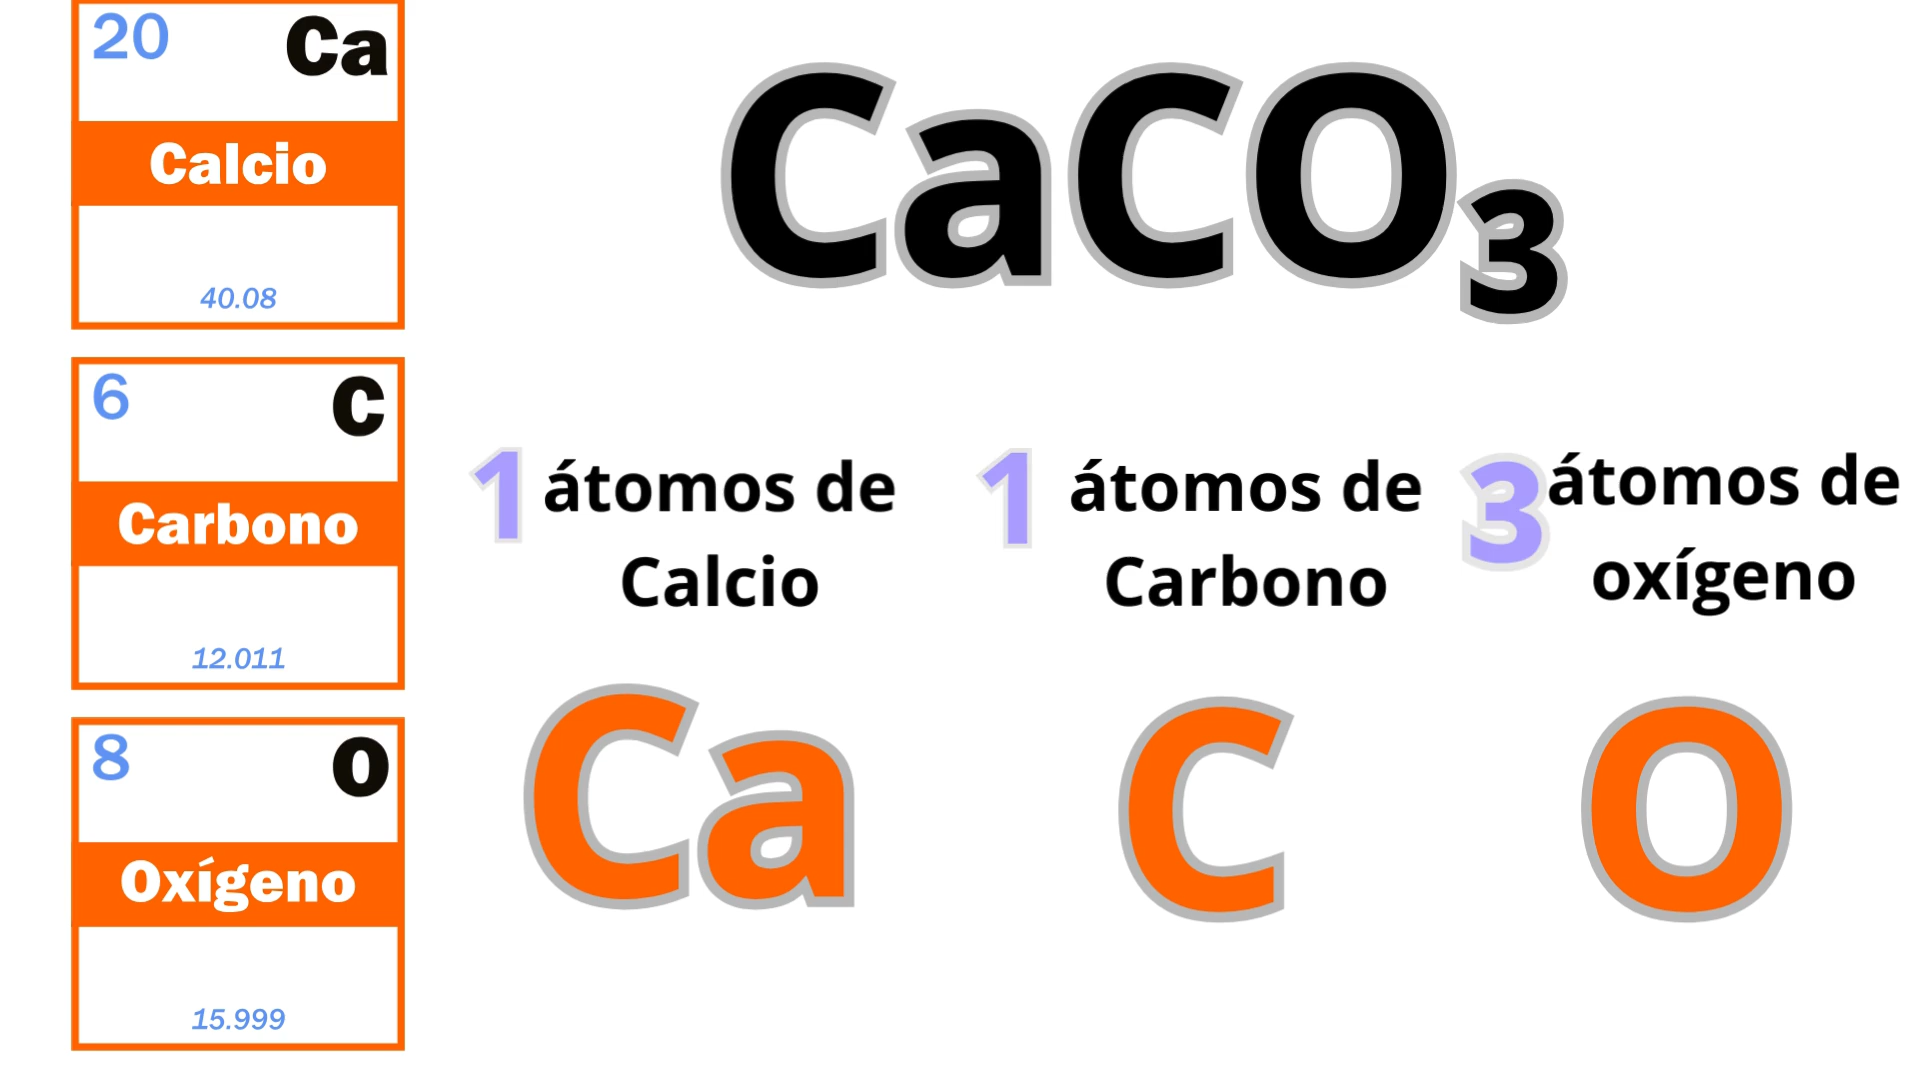 20 Ca
Calcio
40.08
CaCO₃
6 C
Carbono
12.011
1 átomos de
Calcio
1 átomos de
Carbono
3 átomos de
oxígeno
8 O
Oxígeno
15.999
Ca C O